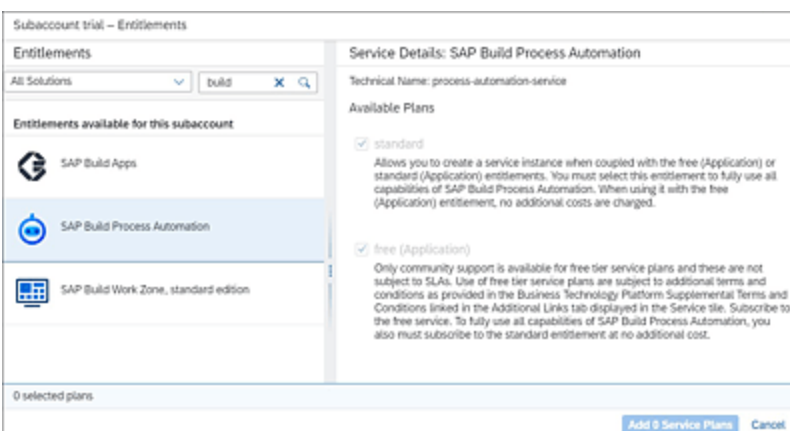 Subaccount trial – Entitlements
Entitlements
All Solutions
build
Entitlements available for this subaccount
SAP Build Apps
SAP Build Process Automation
SAP Build Work Zone, standard edition
Service Details: SAP Build Process Automation
Technical Name: process-automation-service
Available Plans
standard
Allows you to create a service instance when coupled with the free (Application) or
standard (Application) entitlements. You must select this entitlement to fully use all
capabilities of SAP Build Process Automation. When using it with the free
(Application) entitlement, no additional costs are charged.
free (Application)
Only community support is available for free tier service plans and these are not
subject to SLAs. Use of free tier service plans are subject to additional terms and
conditions as provided in the Business Technology Platform Supplemental Terms and
Conditions linked in the Additional Links tab displayed in the Service tile. Subscribe to
the free service. To fully use all capabilities of SAP Build Process Automation, you
also must subscribe to the standard entitlement at no additional cost.
0 selected plans
Add 0 Service Plans
Cancel